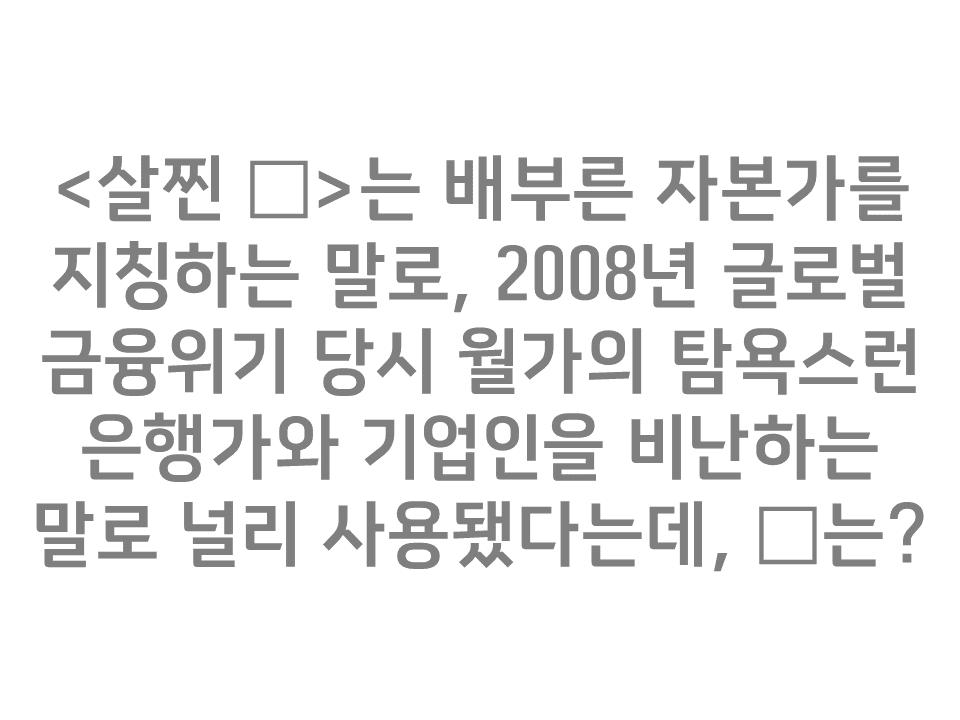 <살찐 □>는 배부른 자본가를
지칭하는 말로, 2008년 글로벌
금융위기 당시 월가의 탐욕스런
은행가와 기업인을 비난하는
말로 널리 사용됐다는데, □는?